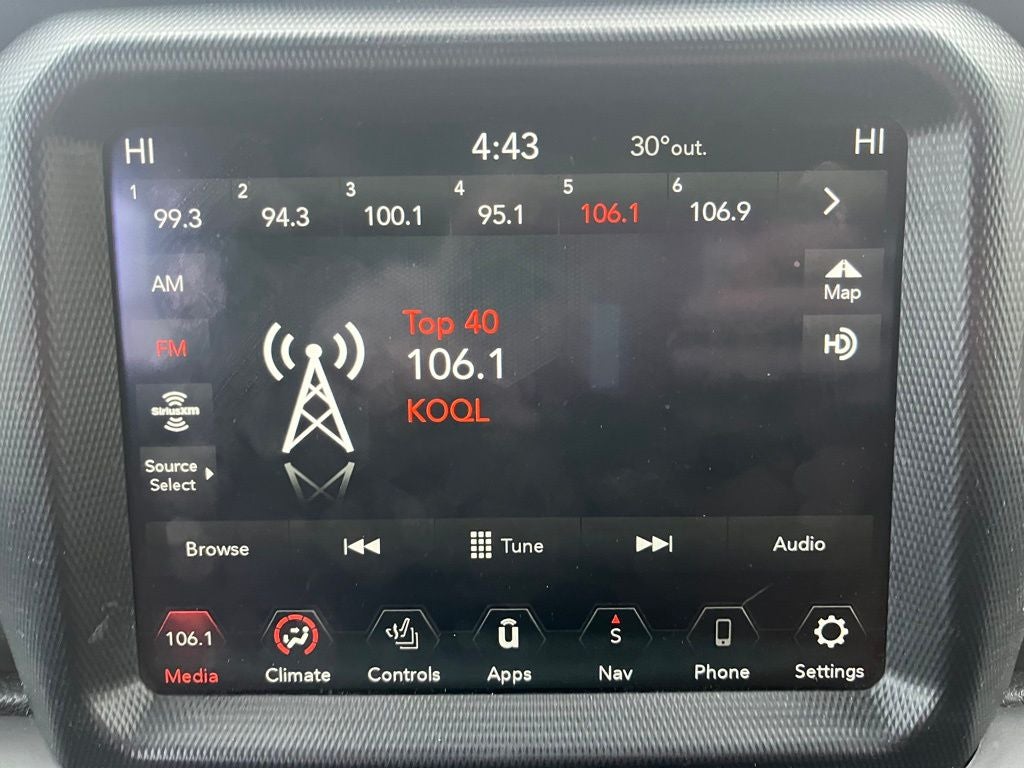 HI 4:43 30°out. HI
1 2 3 4 5 6
99.3 94.3 100.1 95.1 106.1 106.9
AM
FM
SiriusXM
Source
Select
Top 40
106.1
KOQL
Map
HD
Browse Tune Audio
106.1 u S
Media Climate Controls Apps Nav Phone Settings